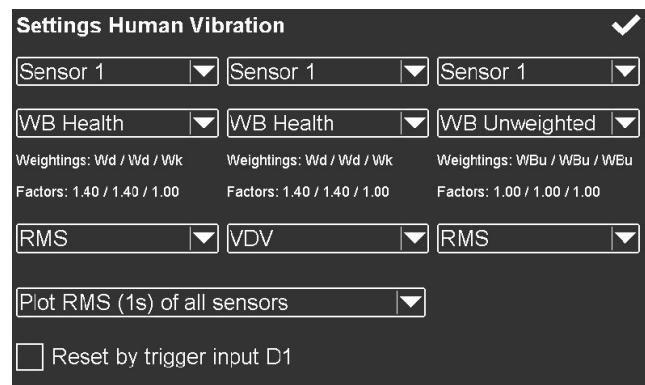 Settings Human Vibration
Sensor 1 Sensor 1 Sensor 1
WB Health WB Health WB Unweighted
Weightings: Wd / Wd / Wk Weightings: Wd / Wd / Wk Weightings: WBu / WBu / WBu
Factors: 1.40 / 1.40 / 1.00 Factors: 1.40 / 1.40 / 1.00 Factors: 1.00 / 1.00 / 1.00
RMS VDV RMS
Plot RMS (1s) of all sensors
Reset by trigger input D1